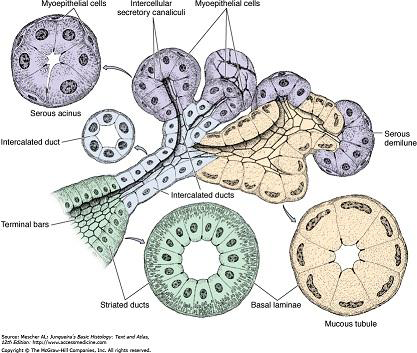 Myoepithelial cells
Intercellular
secretory canaliculi
Myoepithelial cells
Serous acinus
Intercalated duct
Serous
demilune
Intercalated ducts
Terminal bars
Striated ducts
Basal laminae
Mucous tubule
Source: Mescher AL: Junqueira's Basic Histology: Text and Atlas,
12th Edition: http://www.accessmedicine.com
Copyright © The McGraw-Hill Companies, Inc. All rights reserved.